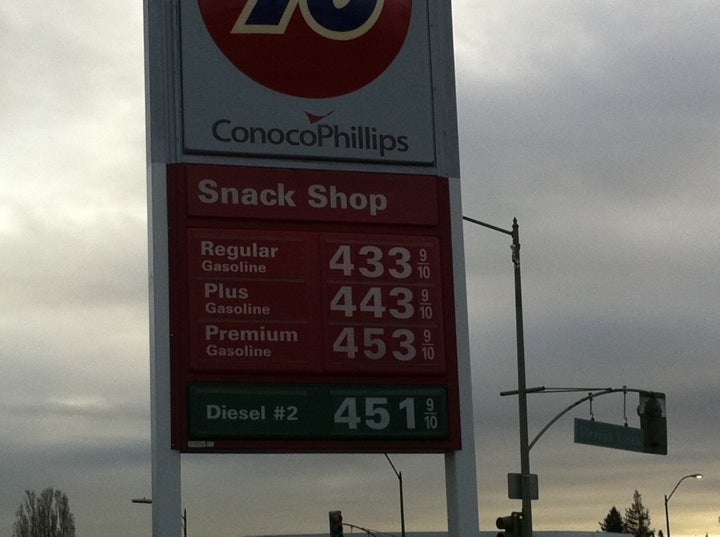 76
ConocoPhillips
Snack Shop
Regular
Gasoline
433 9/10
Plus
Gasoline
443 9/10
Premium
Gasoline
453 9/10
Diesel #2
451 9/10